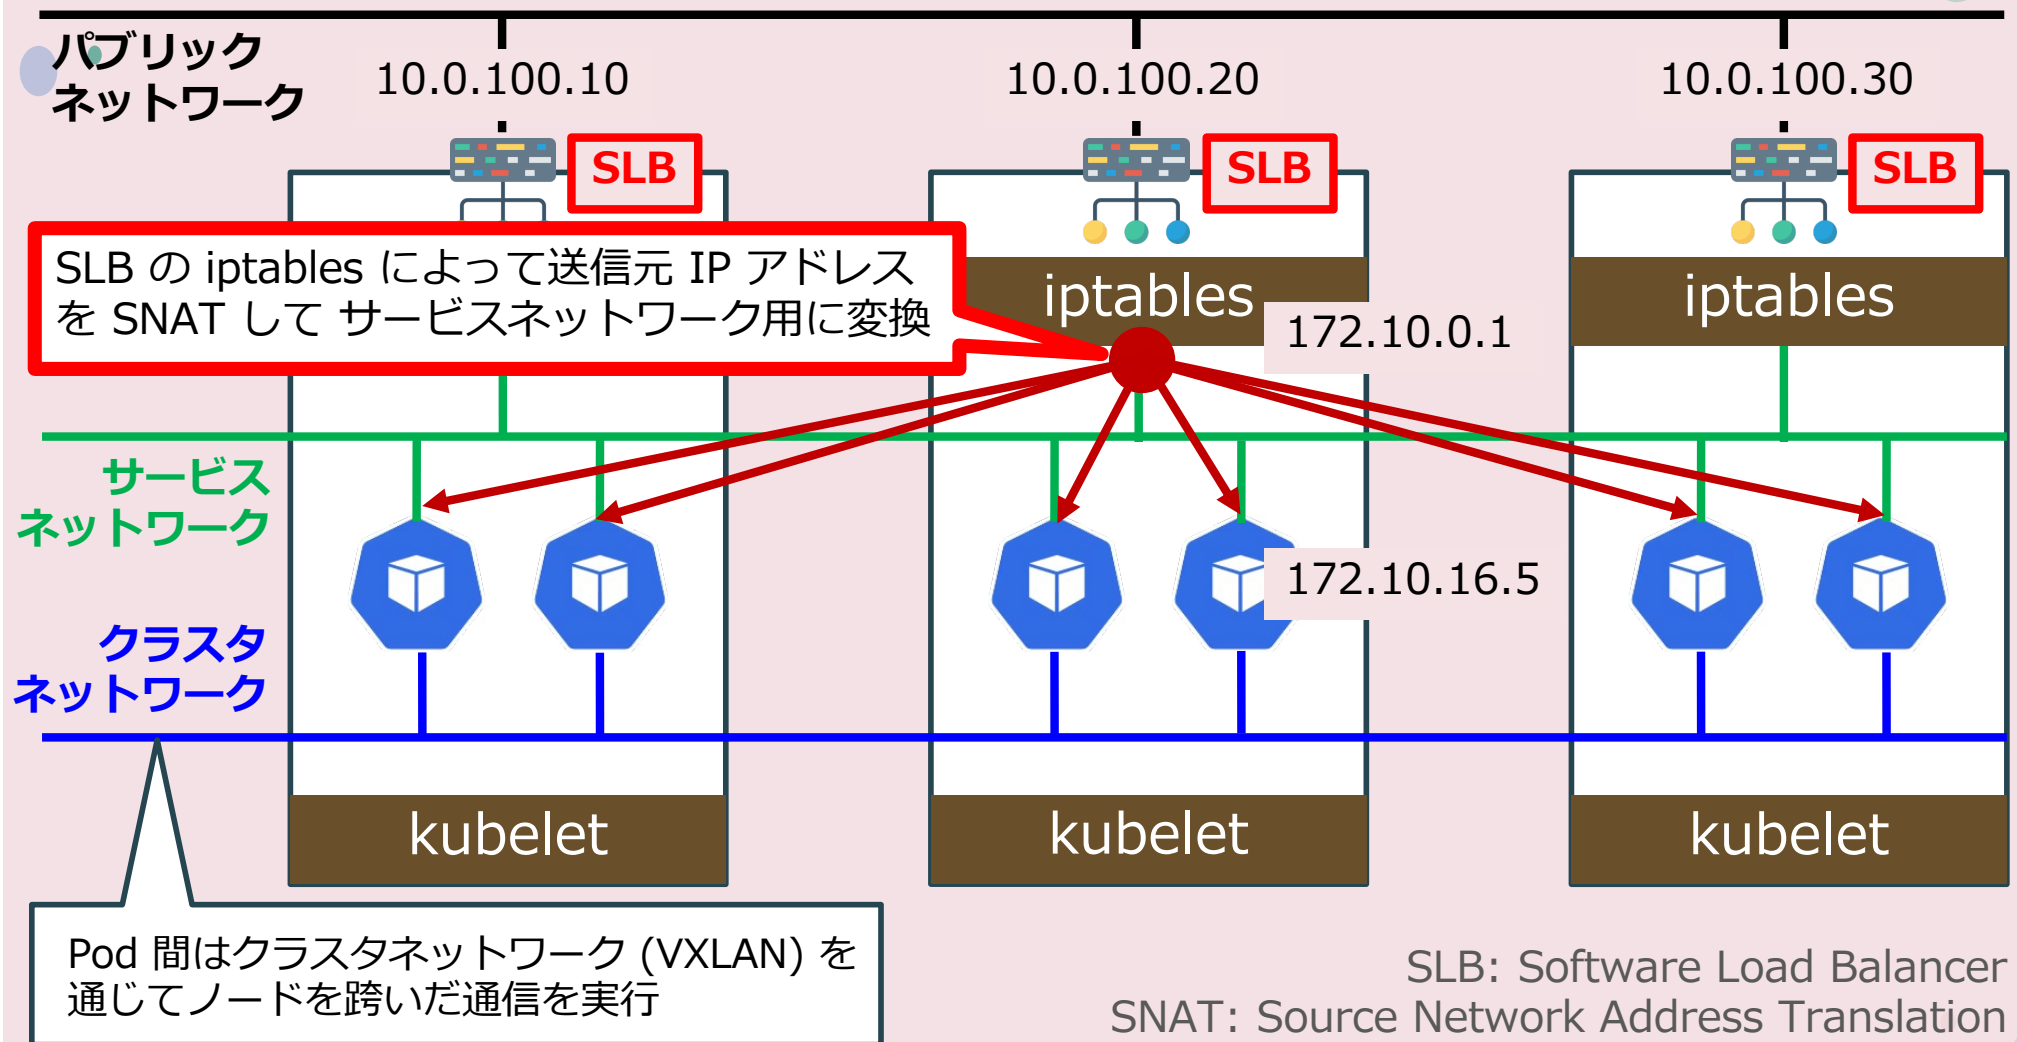 パブリック
ネットワーク
10.0.100.10
10.0.100.20
10.0.100.30
SLB
SLB
SLB
SLB の iptables によって送信元 IP アドレス
を SNAT して サービスネットワーク用に変換
iptables
iptables
172.10.0.1
サービス
ネットワーク
172.10.16.5
クラスタ
ネットワーク
kubelet
kubelet
kubelet
Pod 間はクラスタネットワーク (VXLAN) を
通じてノードを跨いだ通信を実行
SLB: Software Load Balancer
SNAT: Source Network Address Translation